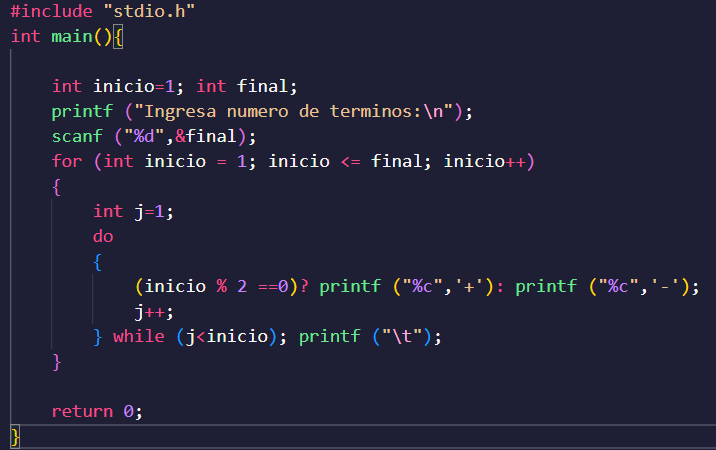 #include "stdio.h"
int main(){
int inicio=1; int final;
printf ("Ingresa numero de terminos:\n");
scanf ("%d",&final);
for (int inicio = 1; inicio <= final; inicio++)
{
int j=1;
do
{
(inicio % 2 ==0)? printf ("%c",'+'): printf ("%c",'-');
j++;
} while (j<inicio); printf ("\t");
}
return 0;
}